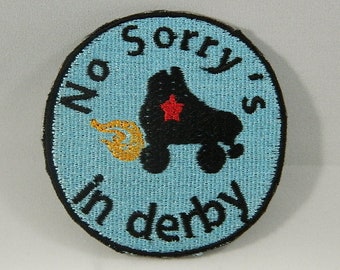 No Sorry's
in derby